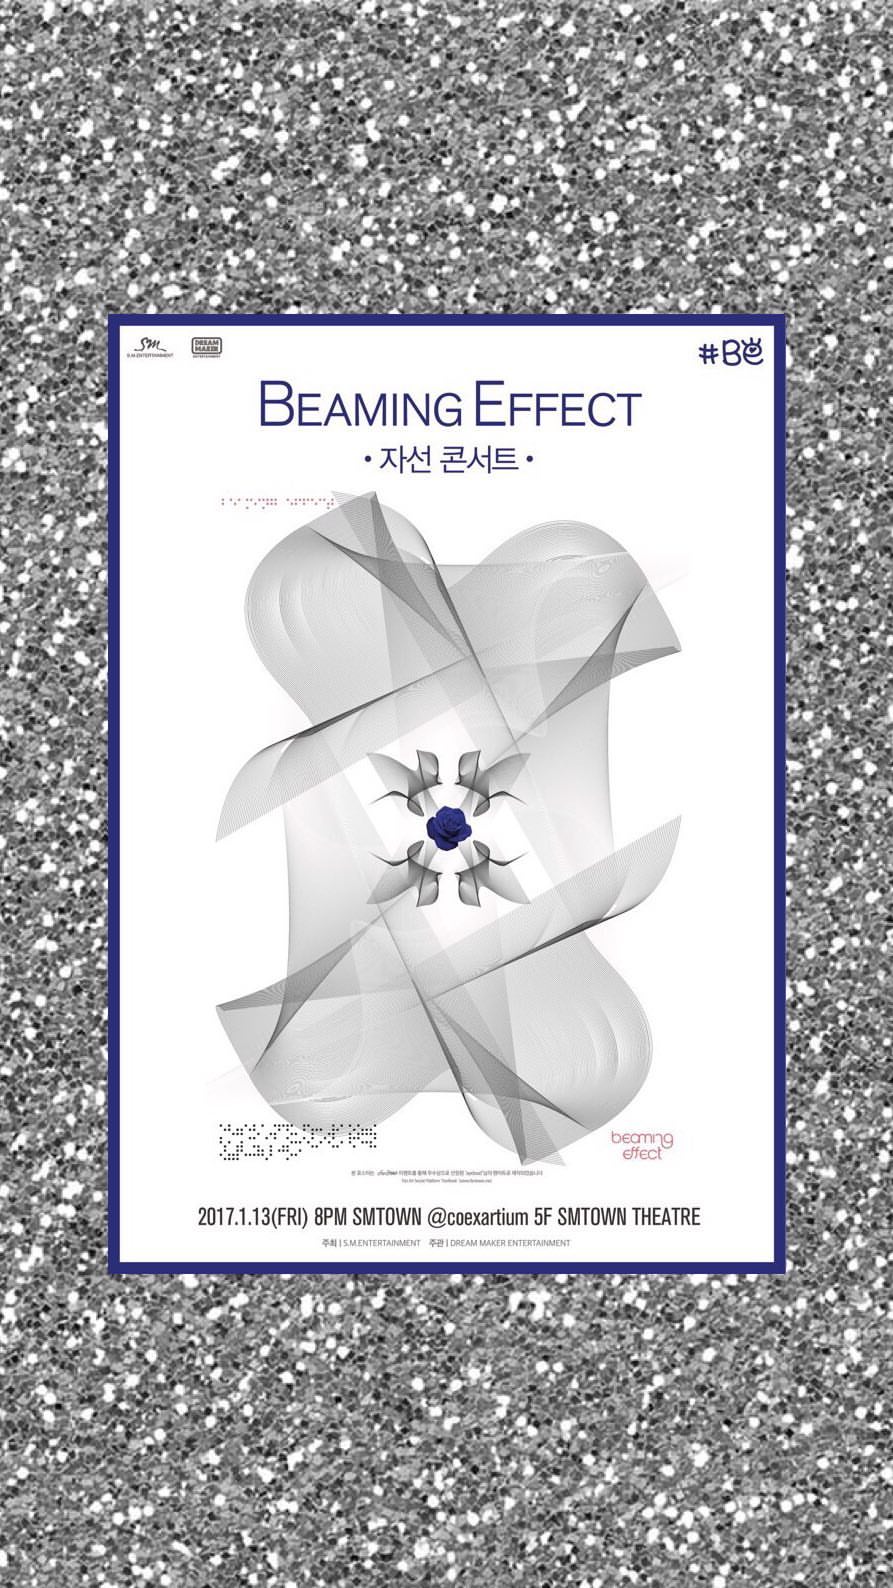 SM
S.M.ENTERTAINMENT
DREAM
MAKER
ENTERTAINMENT
#Be
BEAMING EFFECT
• 자선 콘서트 •
beaming
effect
2017.1.13(FRI) 8PM SMTOWN @coexartium 5F SMTOWN THEATRE
주최 | S.M.ENTERTAINMENT 주관 | DREAM MAKER ENTERTAINMENT